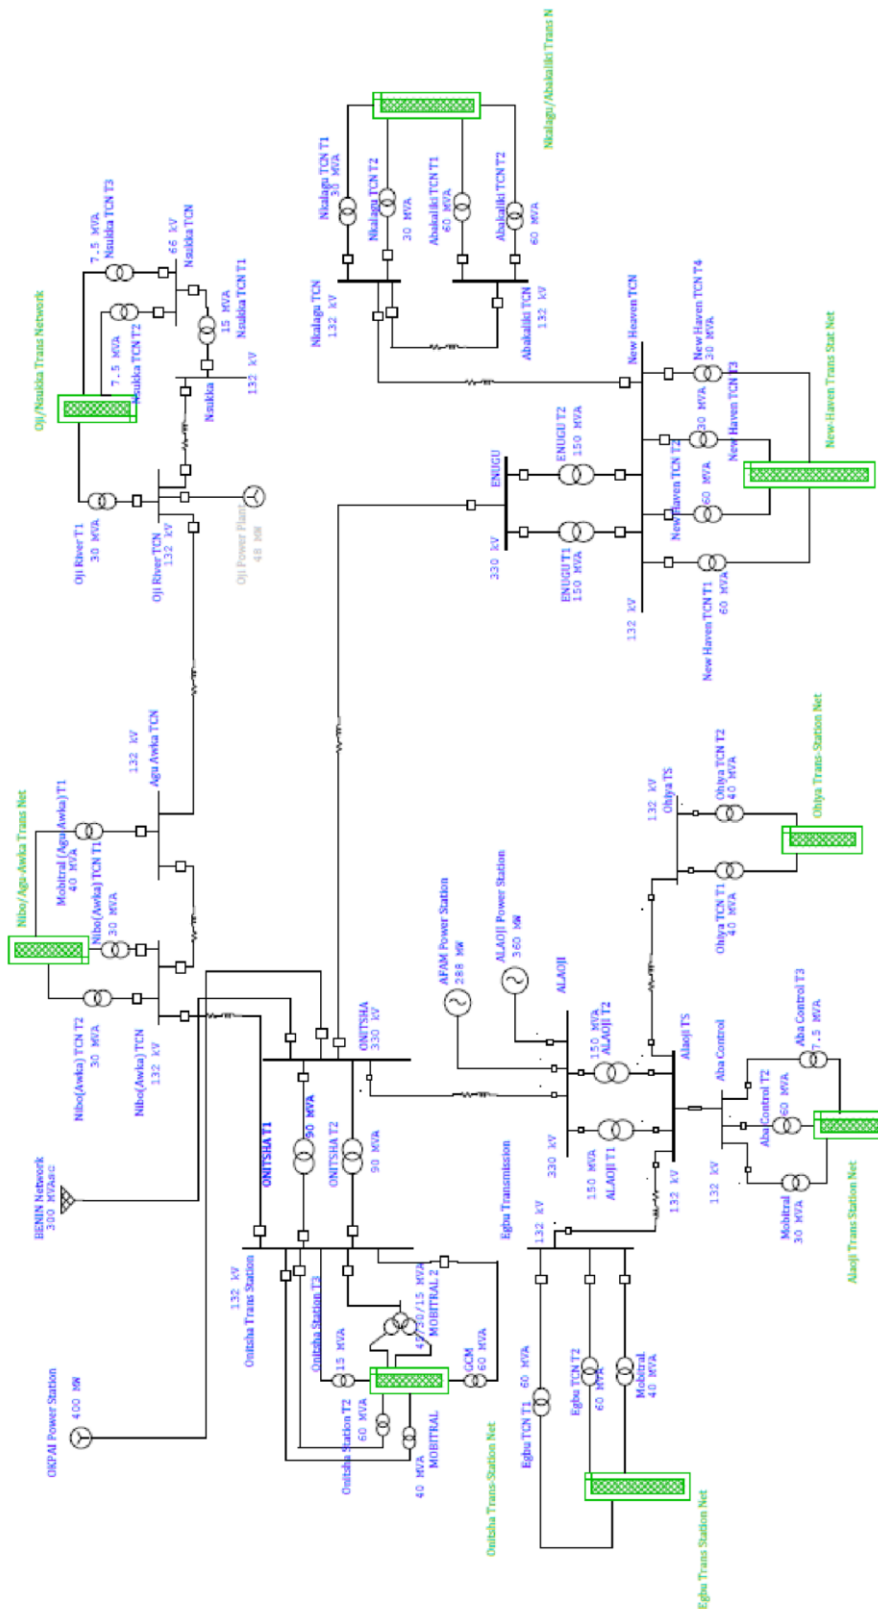 OKPAI Power Station
400 MW
BENIN Network
300 MVAsc
Nibo/Agu-Awka Trans Net
Mobitral (Agu Awka) T1
40 MVA
Nibo(Awka) TCN T1
30 MVA
Nibo(Awka) TCN T2
30 MVA
Nibo(Awka) TCN
132 kV
132 kV
Agu Awka TCN
Oji/Nsukka Trans Network
Oji River T1
30 MVA
Oji River TCN
132 kV
Oji Power Plant
48 MW
7.5 MVA
Nsukka TCN T3
7.5 MVA
Nsukka TCN T2
66 kV
Nsukka TCN
15 MVA
Nsukka TCN T1
Nsukka
132 kV
Onitsha Trans Station
132 kV
ONITSHA T1
90 MVA
ONITSHA T2
90 MVA
ONITSHA
330 kV
Onitsha Station T3
15 MVA
Onitsha Station T2
60 MVA
40 MVA
MOBITRAL
45/30/15 MVA
MOBITRAL 2
GCM
60 MVA
Onitsha Trans-Station Net
Nkalagu/Abakaliki Trans N
Nkalagu TCN T1
30 MVA
Nkalagu TCN T2
30 MVA
Abakaliki TCN T1
60 MVA
Abakaliki TCN T2
60 MVA
Nkalagu TCN
132 kV
Abakaliki TCN
132 kV
ENUGU
330 kV
ENUGU T2
150 MVA
ENUGU T1
150 MVA
New Heaven TCN
132 kV
New Haven TCN T4
30 MVA
30 MVA
New Haven TCN T3
New Haven TCN T2
60 MVA
New Haven TCN T1
60 MVA
New-Haven Trans Stat Net
AFAM Power Station
288 MW
ALAOJI Power Station
360 MW
ALAOJI
330 kV
150 MVA
ALAOJI T2
150 MVA
ALAOJI T1
Alaoji TS
132 kV
132 kV
Ohiya TS
Ohiya TCN T2
40 MVA
Ohiya TCN T1
40 MVA
Ohiya Trans-Station Net
Aba Control
132 kV
Aba Control T3
7.5 MVA
Aba Control T2
60 MVA
Mobitral
30 MVA
Alaoji Trans Station Net
Egbu Transmission
132 kV
Egbu TCN T1
60 MVA
Egbu TCN T2
60 MVA
Mobitral.
40 MVA
Egbu Trans Station Net